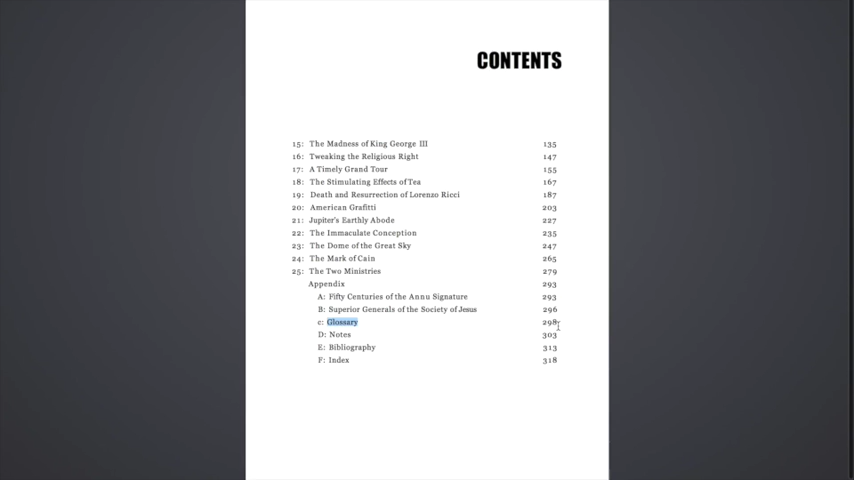 CONTENTS
15: The Madness of King George III 135
16: Tweaking the Religious Right 147
17: A Timely Grand Tour 155
18: The Stimulating Effects of Tea 167
19: Death and Resurrection of Lorenzo Ricci 187
20: American Grafitti 203
21: Jupiter's Earthly Abode 227
22: The Immaculate Conception 235
23: The Dome of the Great Sky 247
24: The Mark of Cain 265
25: The Two Ministries 279
Appendix 293
A: Fifty Centuries of the Annu Signature 293
B: Superior Generals of the Society of Jesus 296
c: Glossary 298
D: Notes 303
E: Bibliography 313
F: Index 318